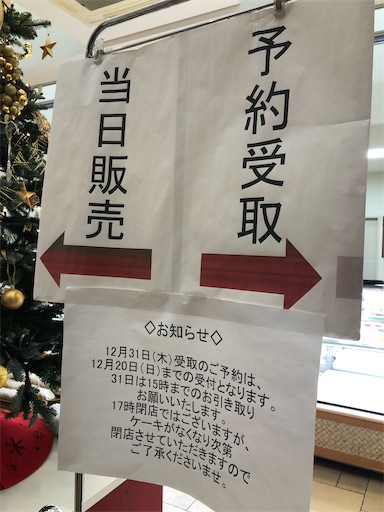 予約受取
当日販売
◇お知らせ◇
12月31日(木)受取のご予約は、
12月20日(日)までの受付となります。
31日は15時までのお引き取り
お願いいたします。
17時閉店ではございますが、
ケーキがなくなり次第
閉店させていただきますので
ご了承くださいませ。